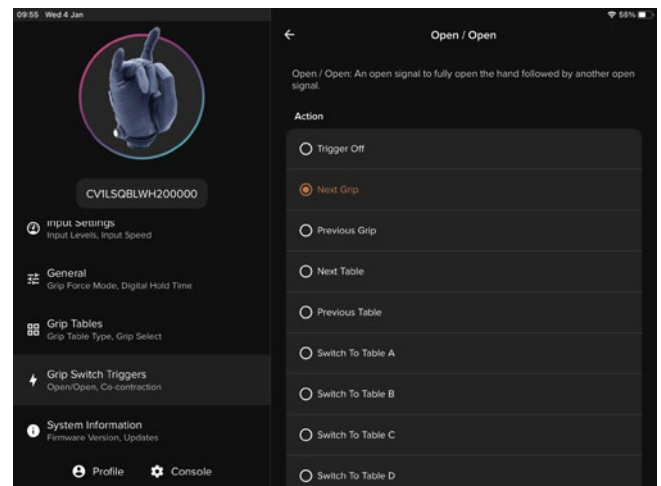 09:55 Wed 4 Jan
56%
CV1LSQBLWH200000
Input Settings
Input Levels, Input Speed
General
Grip Force Mode, Digital Hold Time
Grip Tables
Grip Table Type, Grip Select
Grip Switch Triggers
Open/Open, Co-contraction
System Information
Firmware Version, Updates
Profile
Console
Open / Open
Open / Open: An open signal to fully open the hand followed by another open
signal.
Action
Trigger Off
Next Grip
Previous Grip
Next Table
Previous Table
Switch To Table A
Switch To Table B
Switch To Table C
Switch To Table D